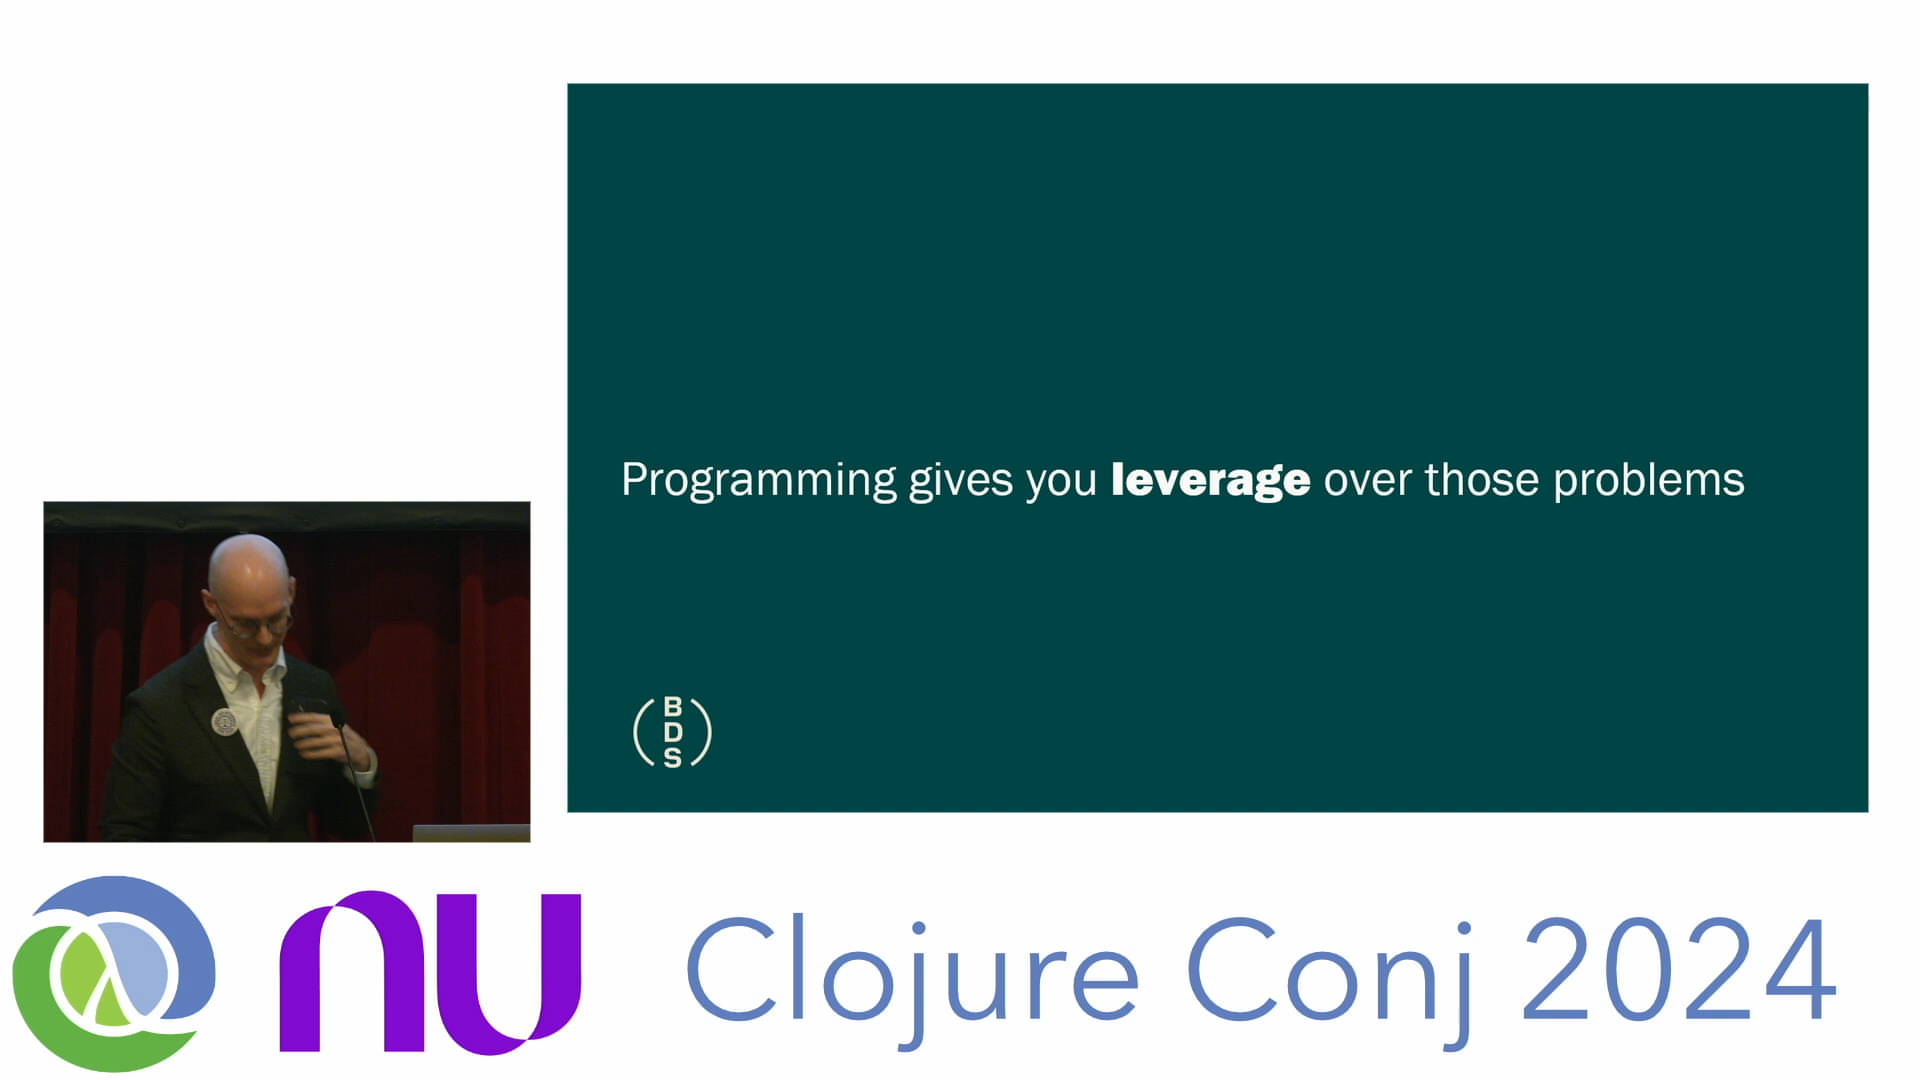 Programming gives you leverage over those problems
B
D
S
nu
Clojure Conj 2024